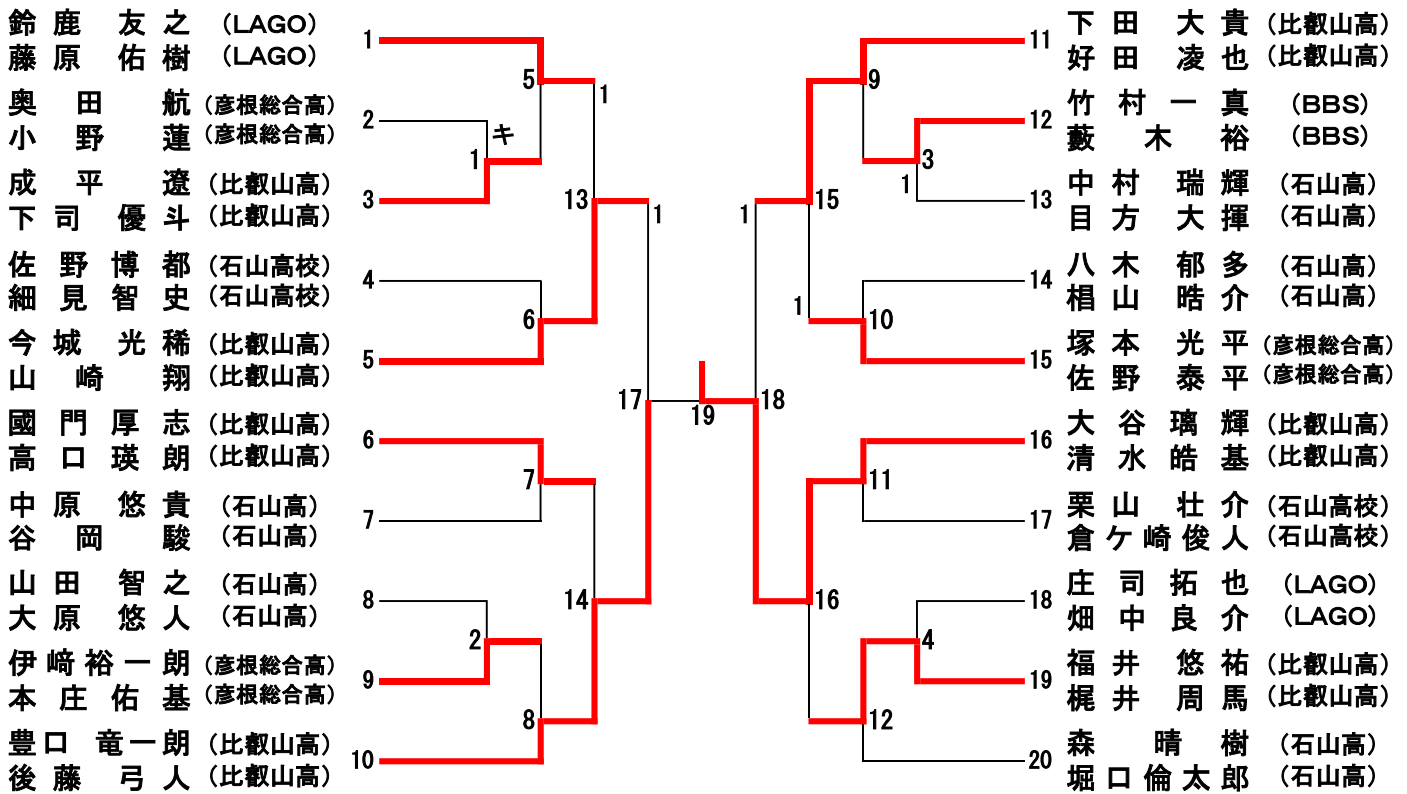 鈴鹿 友之 （LAGO）
藤原 佑樹 （LAGO）
1
奥田 航 （彦根総合高）
小野 蓮 （彦根総合高）
2
成平 遼 （比叡山高）
下司 優斗 （比叡山高）
3
佐野博都 （石山高校）
細見智史 （石山高校）
4
今城 光稀 （比叡山高）
山崎 翔 （比叡山高）
5
國門厚志 （比叡山高）
高口瑛朗 （比叡山高）
6
中原 悠貴 （石山高）
谷岡 駿 （石山高）
7
山田 智之 （石山高）
大原 悠人 （石山高）
8
伊﨑裕一朗 （彦根総合高）
本庄佑基 （彦根総合高）
9
豊口 竜一朗 （比叡山高）
後藤 弓人 （比叡山高）
10
5
1
キ
1
13
1
6
17
7
14
2
8
19
9
3
1
15
1
1
10
18
11
16
4
12
11
下田 大貴 （比叡山高）
好田 凌也 （比叡山高）
12
竹村一真 （BBS）
藪木 裕 （BBS）
13
中村 瑞輝 （石山高）
目方 大揮 （石山高）
14
八木 郁多 （石山高）
椙山 晧介 （石山高）
15
塚本 光平 （彦根総合高）
佐野 泰平 （彦根総合高）
16
大谷璃輝 （比叡山高）
清水皓基 （比叡山高）
17
栗山 壮介 （石山高校）
倉ケ崎俊人 （石山高校）
18
庄司拓也 （LAGO）
畑中良介 （LAGO）
19
福井 悠祐 （比叡山高）
梶井 周馬 （比叡山高）
20
森 晴樹 （石山高）
堀口倫太郎 （石山高）